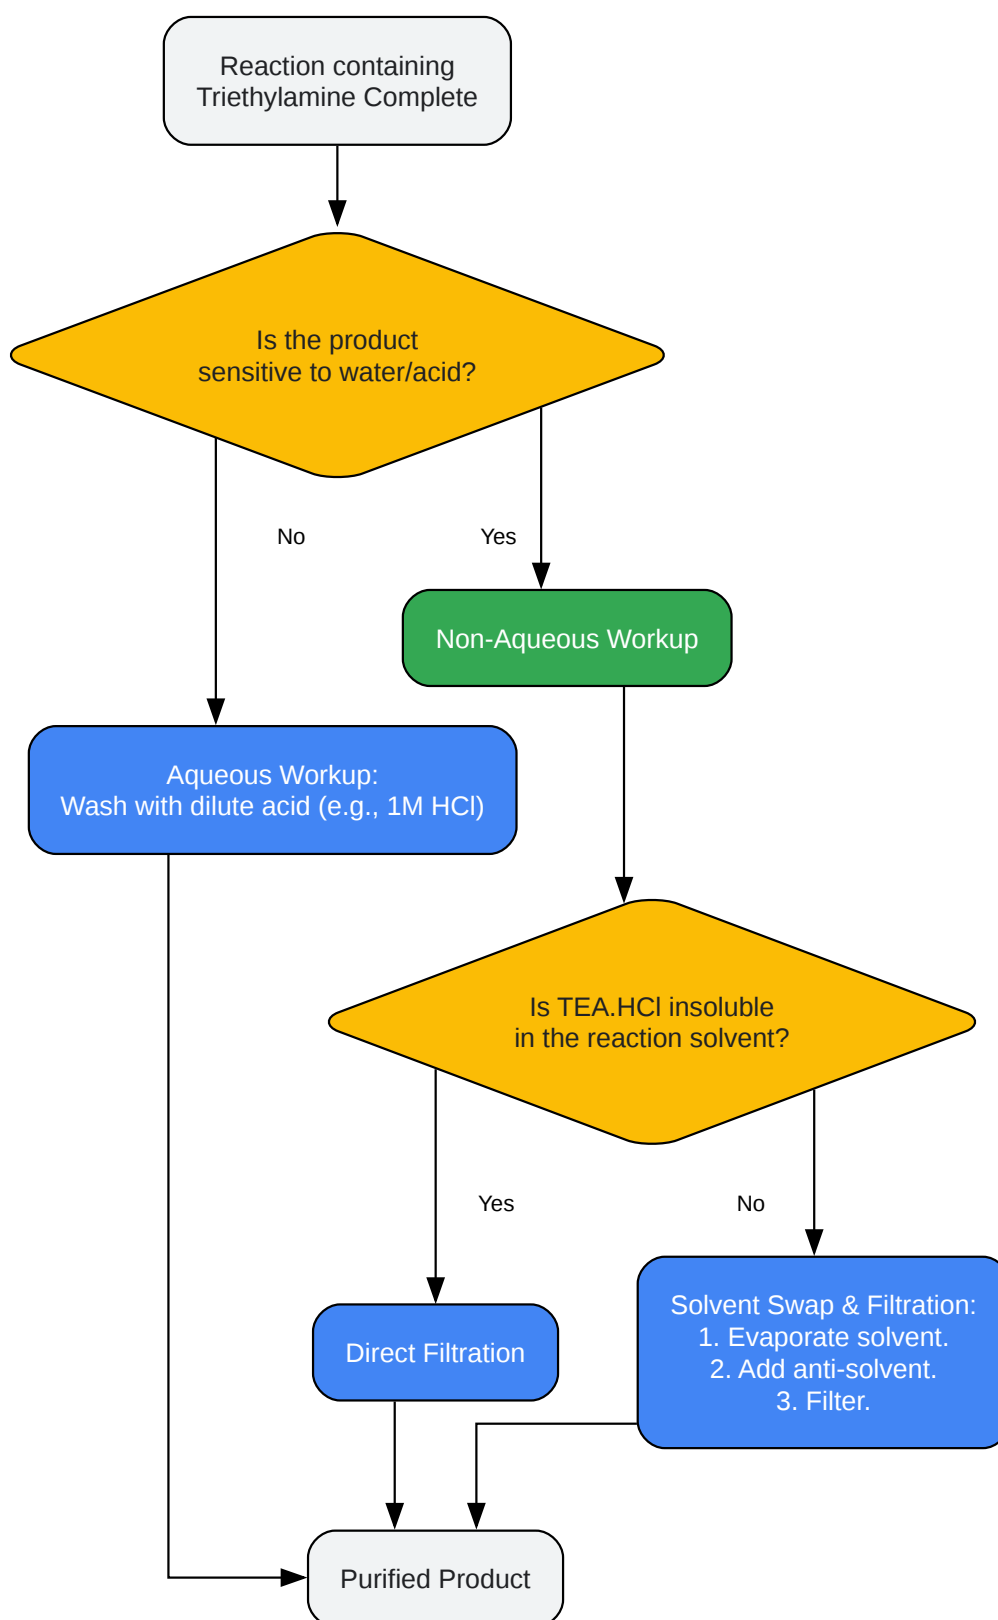 Reaction containing
Triethylamine Complete
Is the product
sensitive to water/acid?
No
Yes
Non-Aqueous Workup
Aqueous Workup:
Wash with dilute acid (e.g., 1M HCl)
Is TEA.HCl insoluble
in the reaction solvent?
Yes
No
Direct Filtration
Solvent Swap & Filtration:
1. Evaporate solvent.
2. Add anti-solvent.
3. Filter.
Purified Product